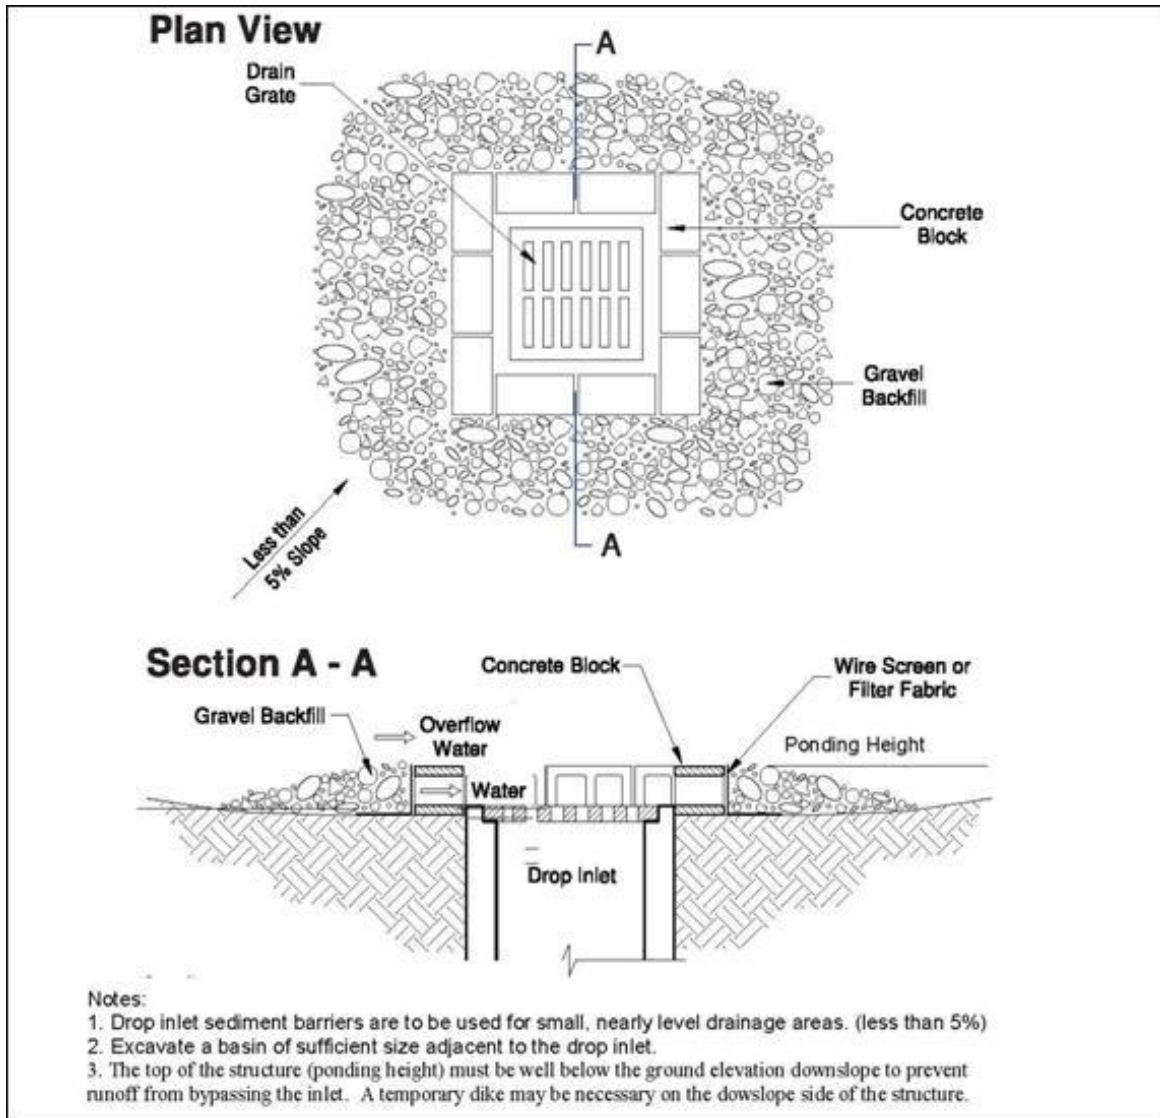 Plan View
A
Drain
Grate
Concrete
Block
Gravel
Backfill
Less than
5% Slope
A
Section A - A
Concrete Block
Wire Screen or
Filter Fabric
Gravel Backfill
Overflow
Water
Ponding Height
Water
Drop Inlet
Notes:
1. Drop inlet sediment barriers are to be used for small, nearly level drainage areas. (less than 5%)
2. Excavate a basin of sufficient size adjacent to the drop inlet.
3. The top of the structure (ponding height) must be well below the ground elevation downslope to prevent
runoff from bypassing the inlet. A temporary dike may be necessary on the dowslope side of the structure.